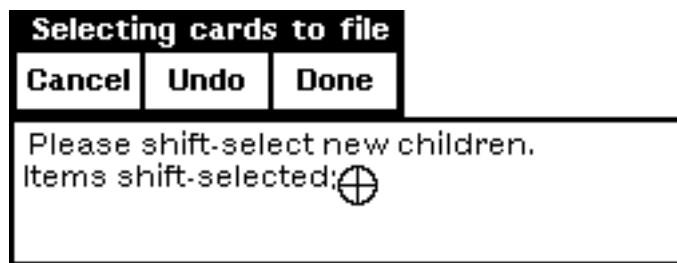 Selecting cards to file
Cancel Undo Done
Please shift-select new children.
Items shift-selected: